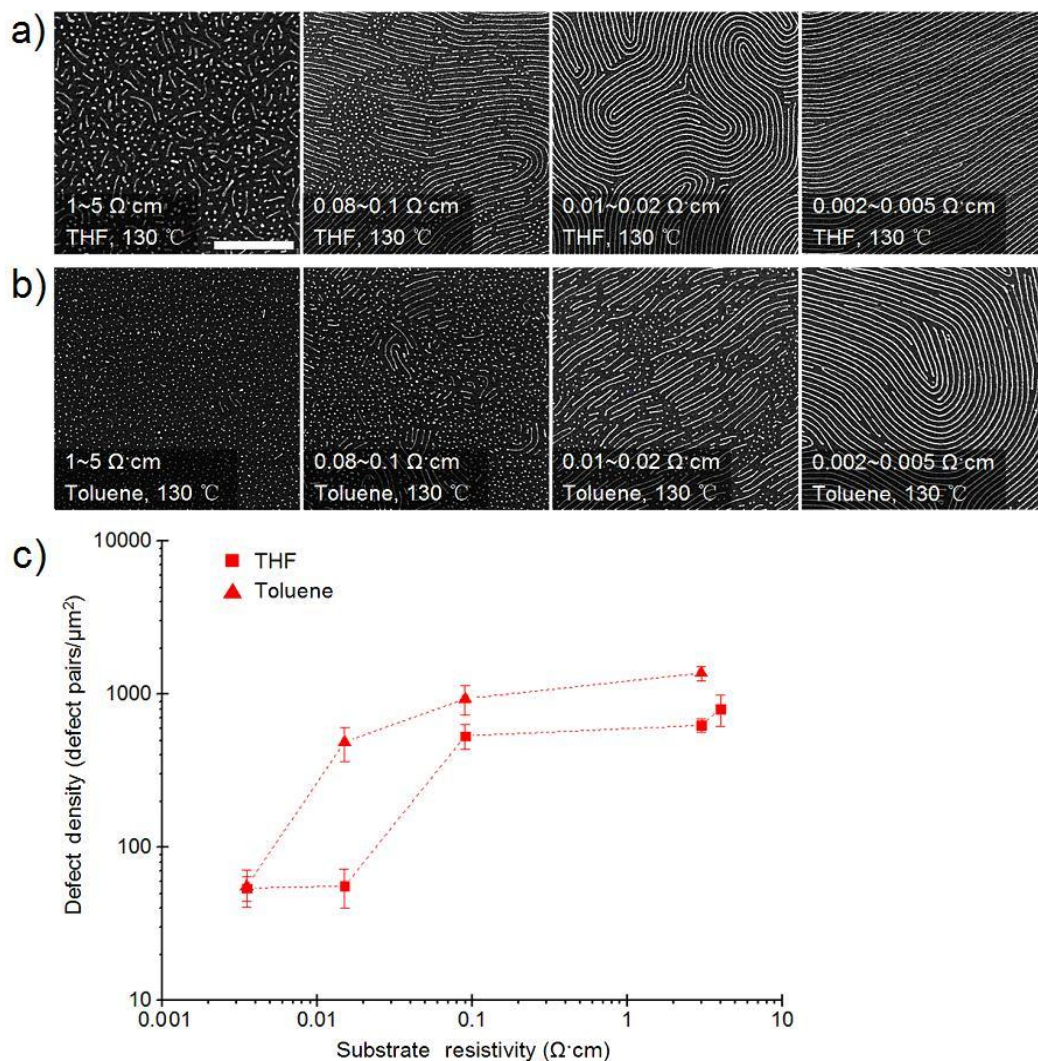 a)
1~5 Ω·cm
THF, 130 ℃
0.08~0.1 Ω·cm
THF, 130 ℃
0.01~0.02 Ω·cm
THF, 130 ℃
0.002~0.005 Ω·cm
THF, 130 ℃
b)
1~5 Ω·cm
Toluene, 130 ℃
0.08~0.1 Ω·cm
Toluene, 130 ℃
0.01~0.02 Ω·cm
Toluene, 130 ℃
0.002~0.005 Ω·cm
Toluene, 130 ℃
c)
Defect density (defect pairs/μm²)
10000
1000
100
10
THF
Toluene
0.001
0.01
0.1
1
10
Substrate resistivity (Ω·cm)